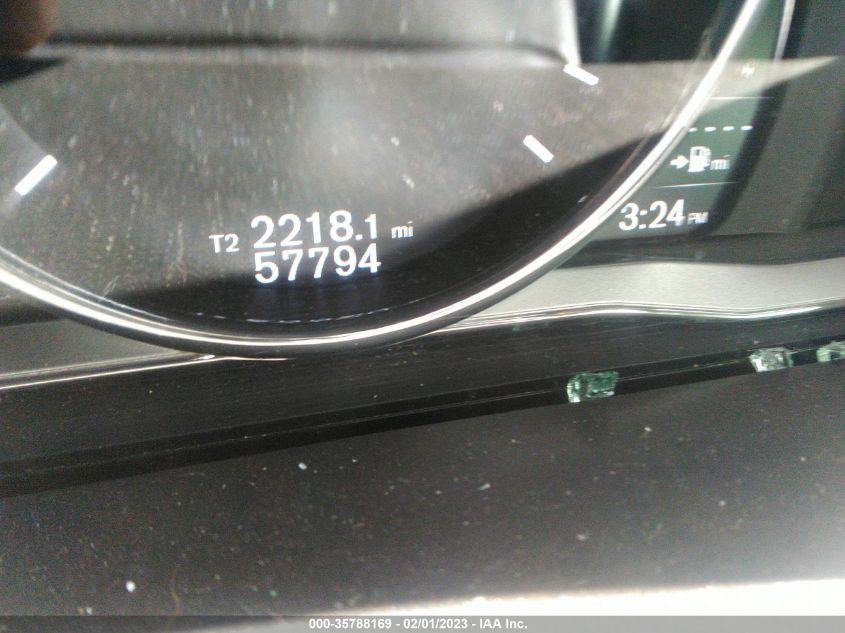 mi
T2 2218.1 mi
57794
3:24 PM
000-35788169 - 02/01/2023 - IAA Inc.